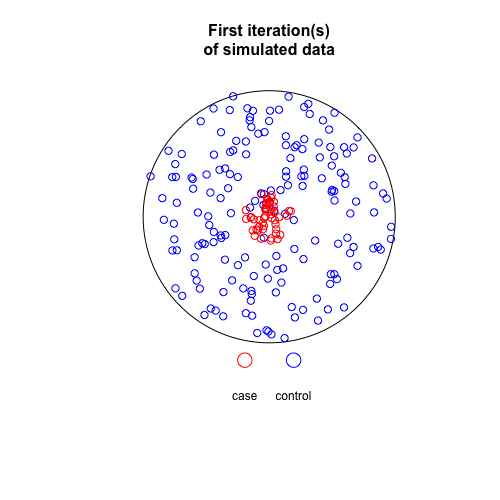 First iteration(s)
of simulated data
case control